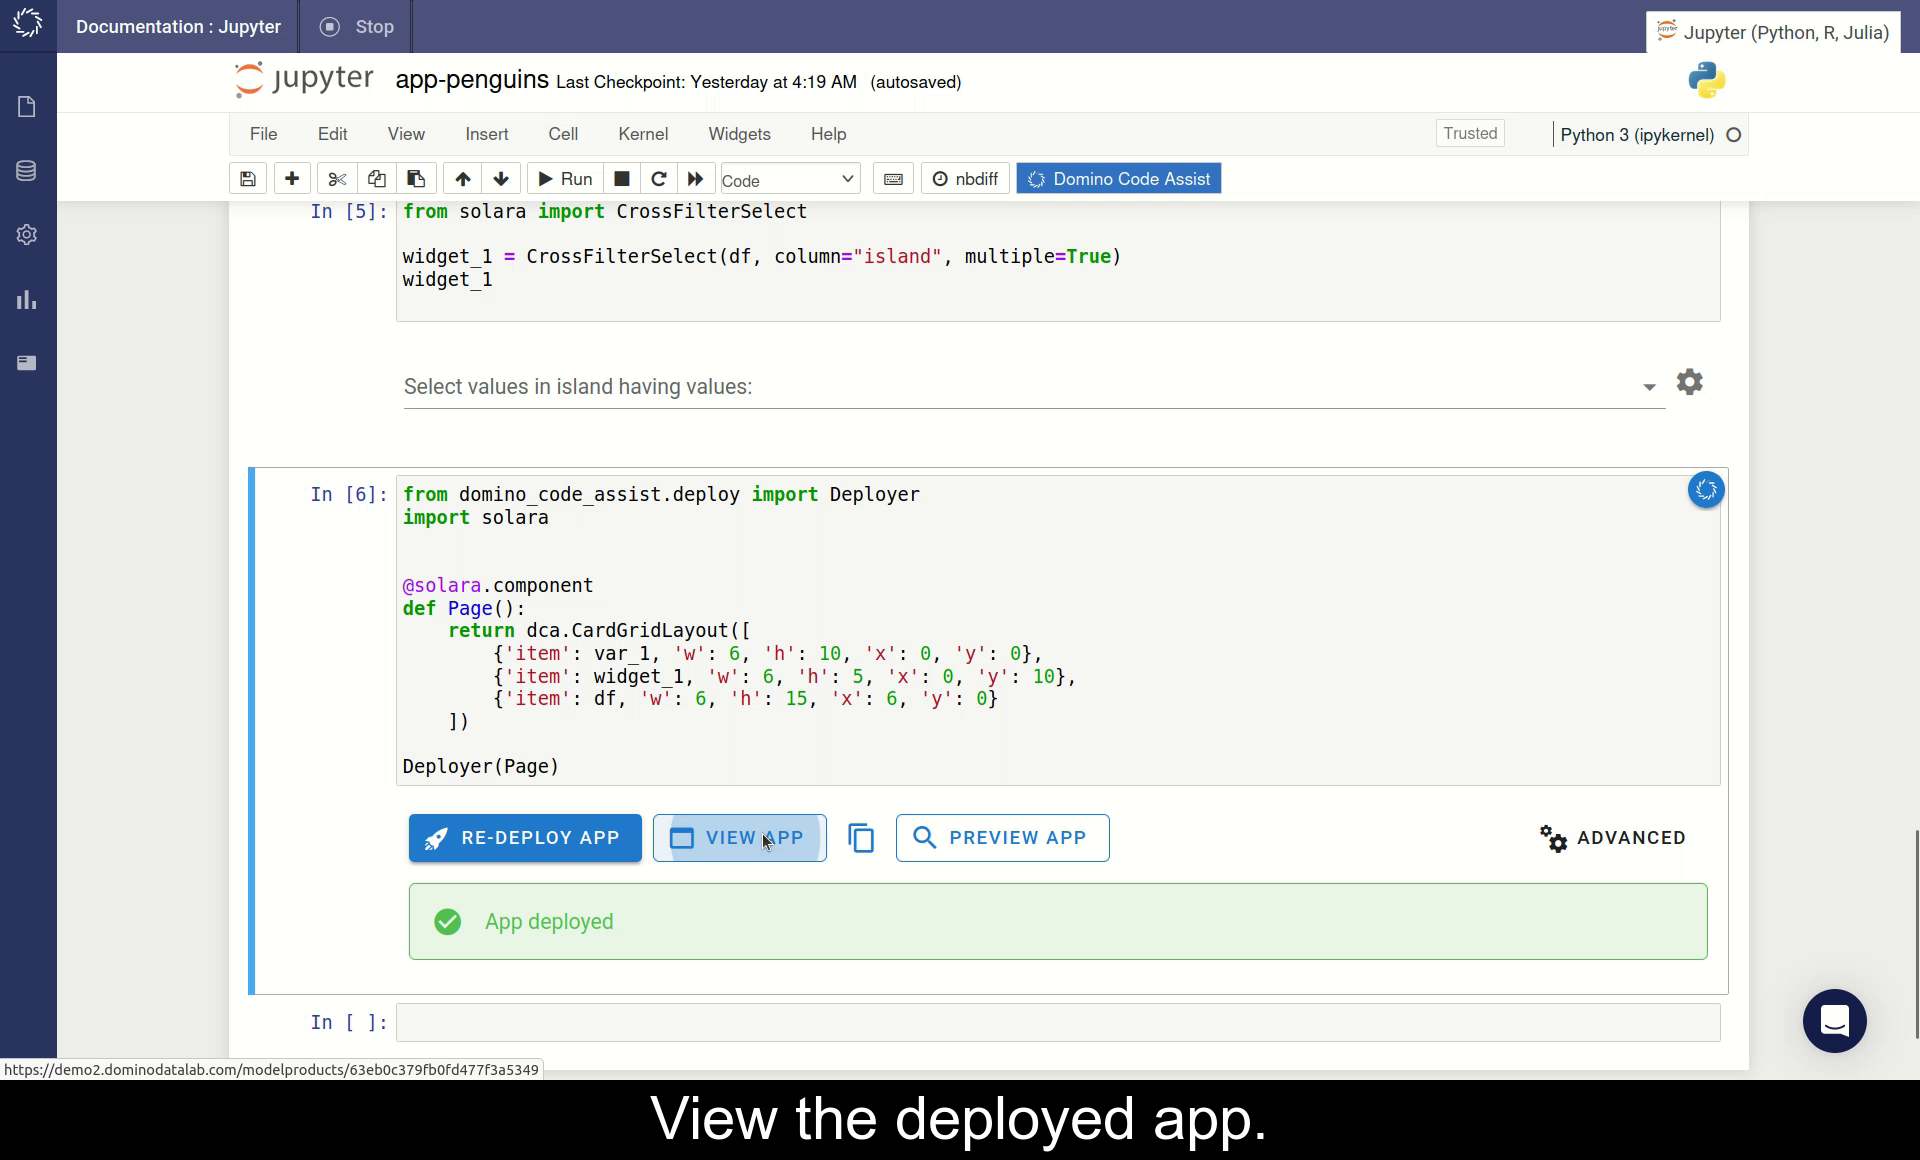 Documentation : Jupyter
Stop
Jupyter (Python, R, Julia)
jupyter app-penguins Last Checkpoint: Yesterday at 4:19 AM (autosaved)
File Edit View Insert Cell Kernel Widgets Help
Trusted
Python 3 (ipykernel)
Run
Code
nbdiff
Domino Code Assist
In [5]: from solara import CrossFilterSelect
widget_1 = CrossFilterSelect(df, column="island", multiple=True)
widget_1
Select values in island having values:
In [6]: from domino_code_assist.deploy import Deployer
import solara
@solara.component
def Page():
    return dca.CardGridLayout([
        {'item': var_1, 'w': 6, 'h': 10, 'x': 0, 'y': 0},
        {'item': widget_1, 'w': 6, 'h': 5, 'x': 0, 'y': 10},
        {'item': df, 'w': 6, 'h': 15, 'x': 6, 'y': 0}
    ])
Deployer(Page)
RE-DEPLOY APP
VIEW APP
PREVIEW APP
ADVANCED
App deployed
In [ ]:
https://demo2.dominodatalab.com/modelproducts/63eb0c379fb0fd477f3a5349
View the deployed app.